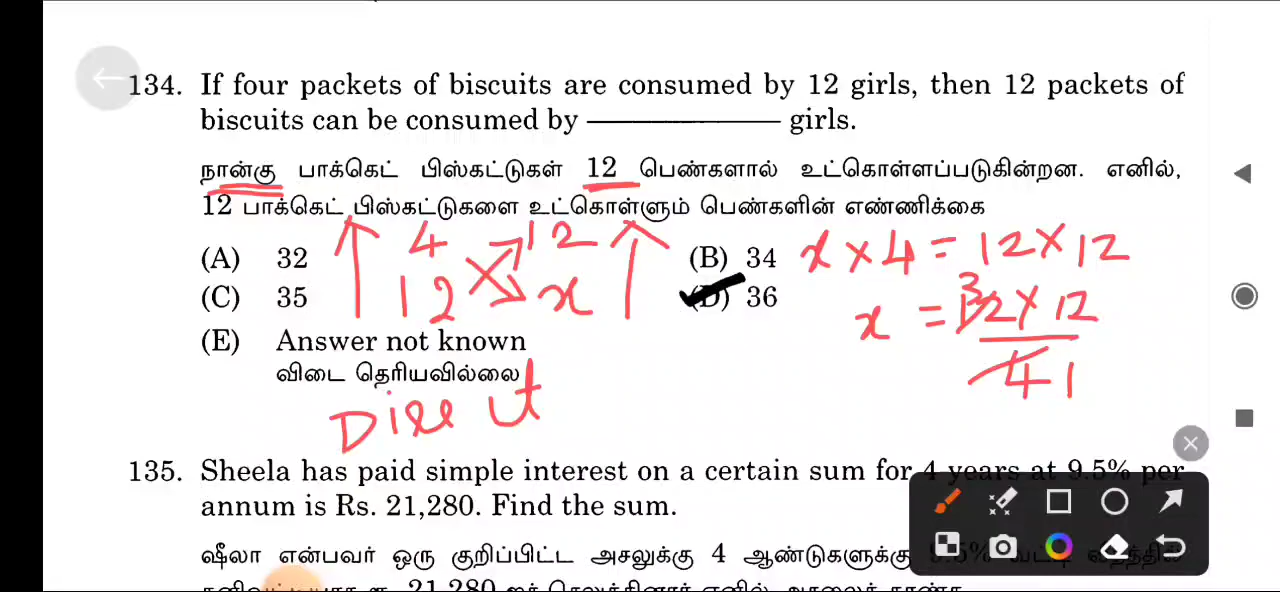 134. If four packets of biscuits are consumed by 12 girls, then 12 packets of
biscuits can be consumed by ———— girls.
நான்கு பாக்கெட் பிஸ்கட்டுகள் 12 பெண்களால் உட்கொள்ளப்படுகின்றன. எனில்,
12 பாக்கெட் பிஸ்கட்டுகளை உட்கொள்ளும் பெண்களின் எண்ணிக்கை
(A) 32 (B) 34
4 12 x × 4 = 12 × 12
(C) 35 (D) 36
12 x x = 12 × 12
3
4 1
(E) Answer not known
விடை தெரியவில்லை
Direct
135. Sheela has paid simple interest on a certain sum for 4 years at 9.5% per
annum is Rs. 21,280. Find the sum.
ஷீலா என்பவர் ஒரு குறிப்பிட்ட அசலுக்கு 4 ஆண்டுகளுக்கு